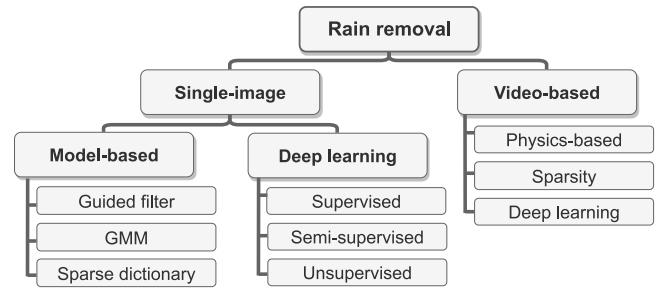 Rain removal
Single-image
Video-based
Model-based
Deep learning
Physics-based
Sparsity
Deep learning
Guided filter
GMM
Sparse dictionary
Supervised
Semi-supervised
Unsupervised